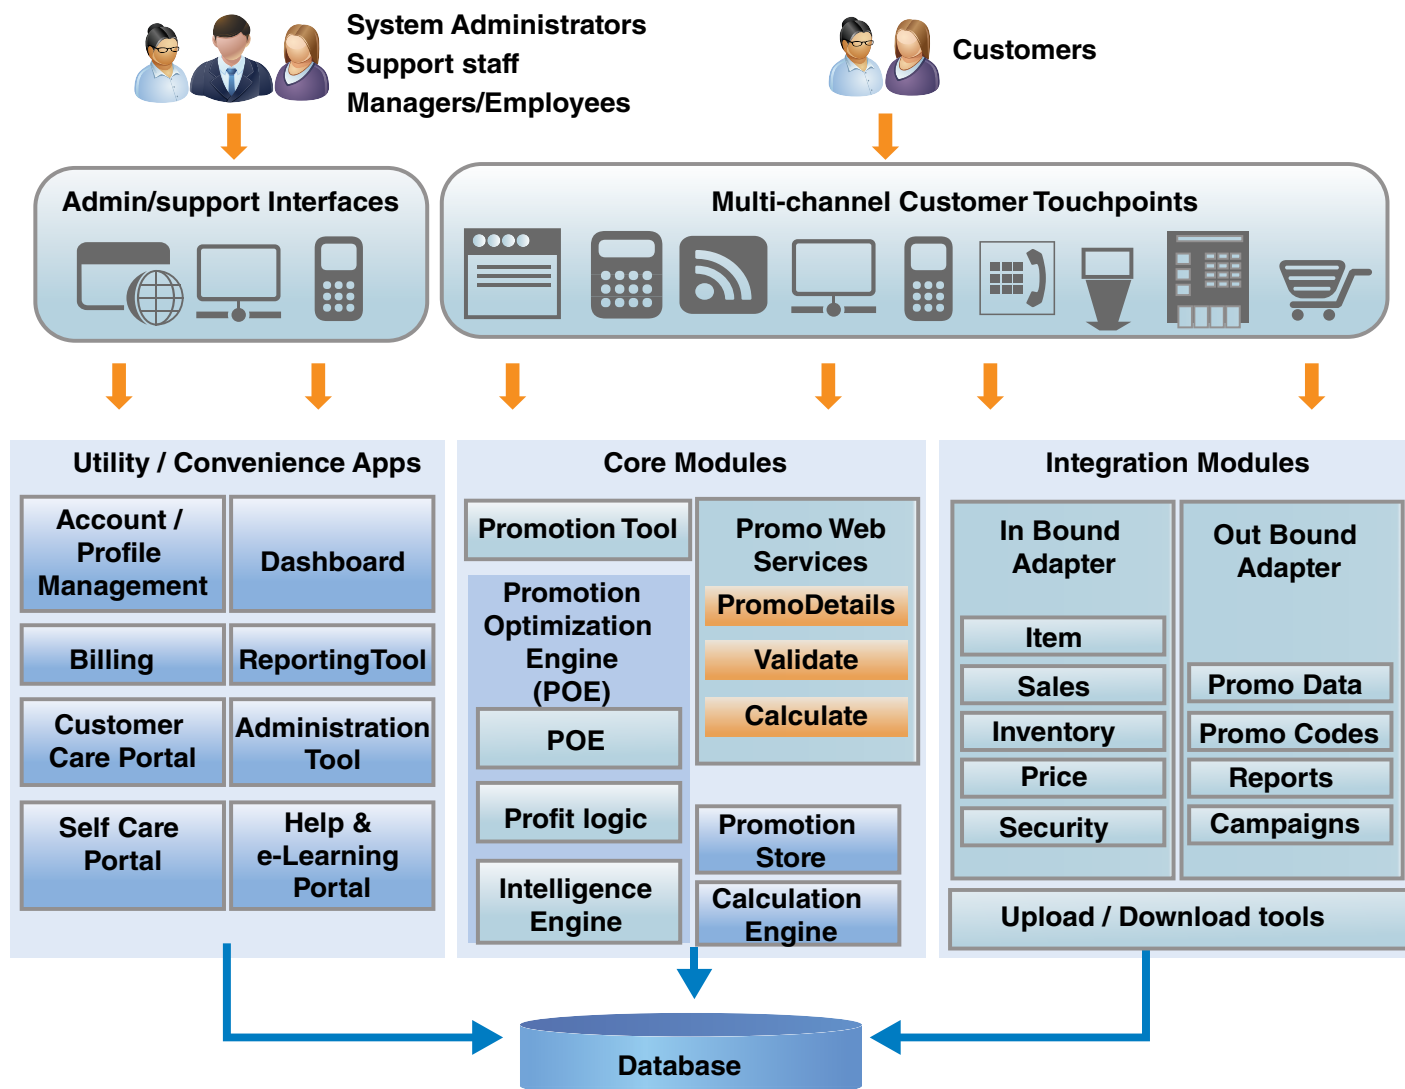 System Administrators
Support staff
Managers/Employees
Customers
Admin/support Interfaces
Multi-channel Customer Touchpoints
Utility / Convenience Apps
Account /
Profile
Management
Dashboard
Billing
ReportingTool
Customer
Care Portal
Administration
Tool
Self Care
Portal
Help &
e-Learning
Portal
Core Modules
Promotion Tool
Promotion
Optimization
Engine
(POE)
POE
Profit logic
Intelligence
Engine
Promo Web
Services
PromoDetails
Validate
Calculate
Promotion
Store
Calculation
Engine
Integration Modules
In Bound
Adapter
Item
Sales
Inventory
Price
Security
Out Bound
Adapter
Promo Data
Promo Codes
Reports
Campaigns
Upload / Download tools
Database